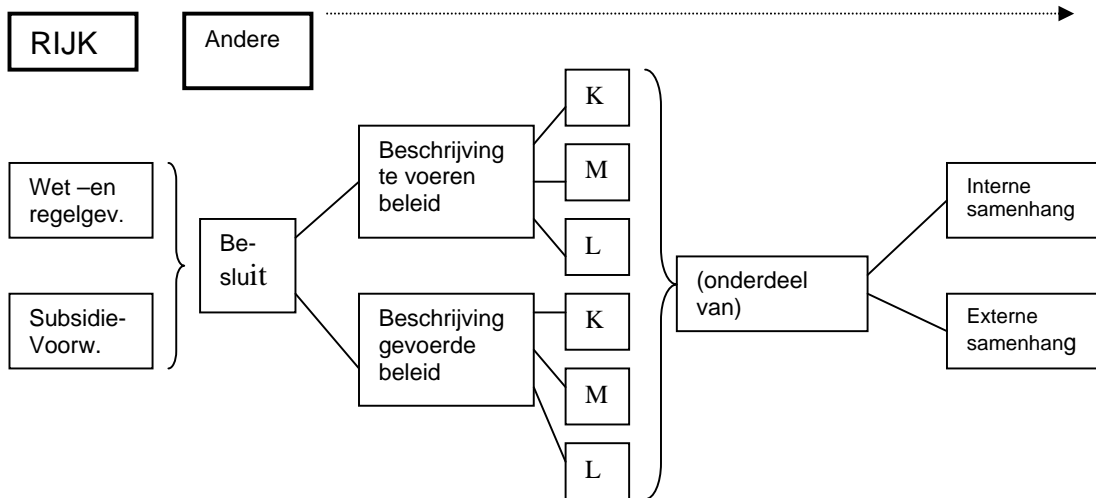 RIJK
Andere
Wet –en
regelgev.
Subsidie-
Voorw.
Be-
sluit
Beschrijving
te voeren
beleid
Beschrijving
gevoerde
beleid
K
M
L
K
M
L
(onderdeel
van)
Interne
samenhang
Externe
samenhang